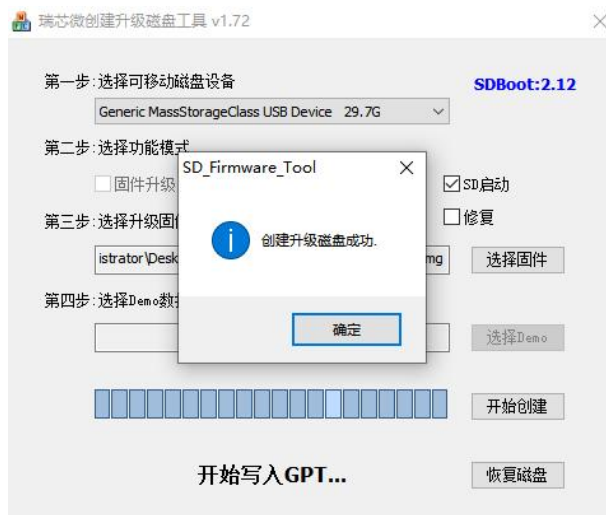 瑞芯微创建升级磁盘工具 v1.72
第一步:选择可移动磁盘设备
SDBoot:2.12
Generic MassStorageClass USB Device 29.7G
第二步:选择功能模式
SD_Firmware_Tool
固件升级
SD启动
第三步:选择升级固
修复
创建升级磁盘成功.
istrator\Desk
mg
选择固件
第四步:选择Demo数
确定
选择Demo
开始创建
开始写入GPT...
恢复磁盘